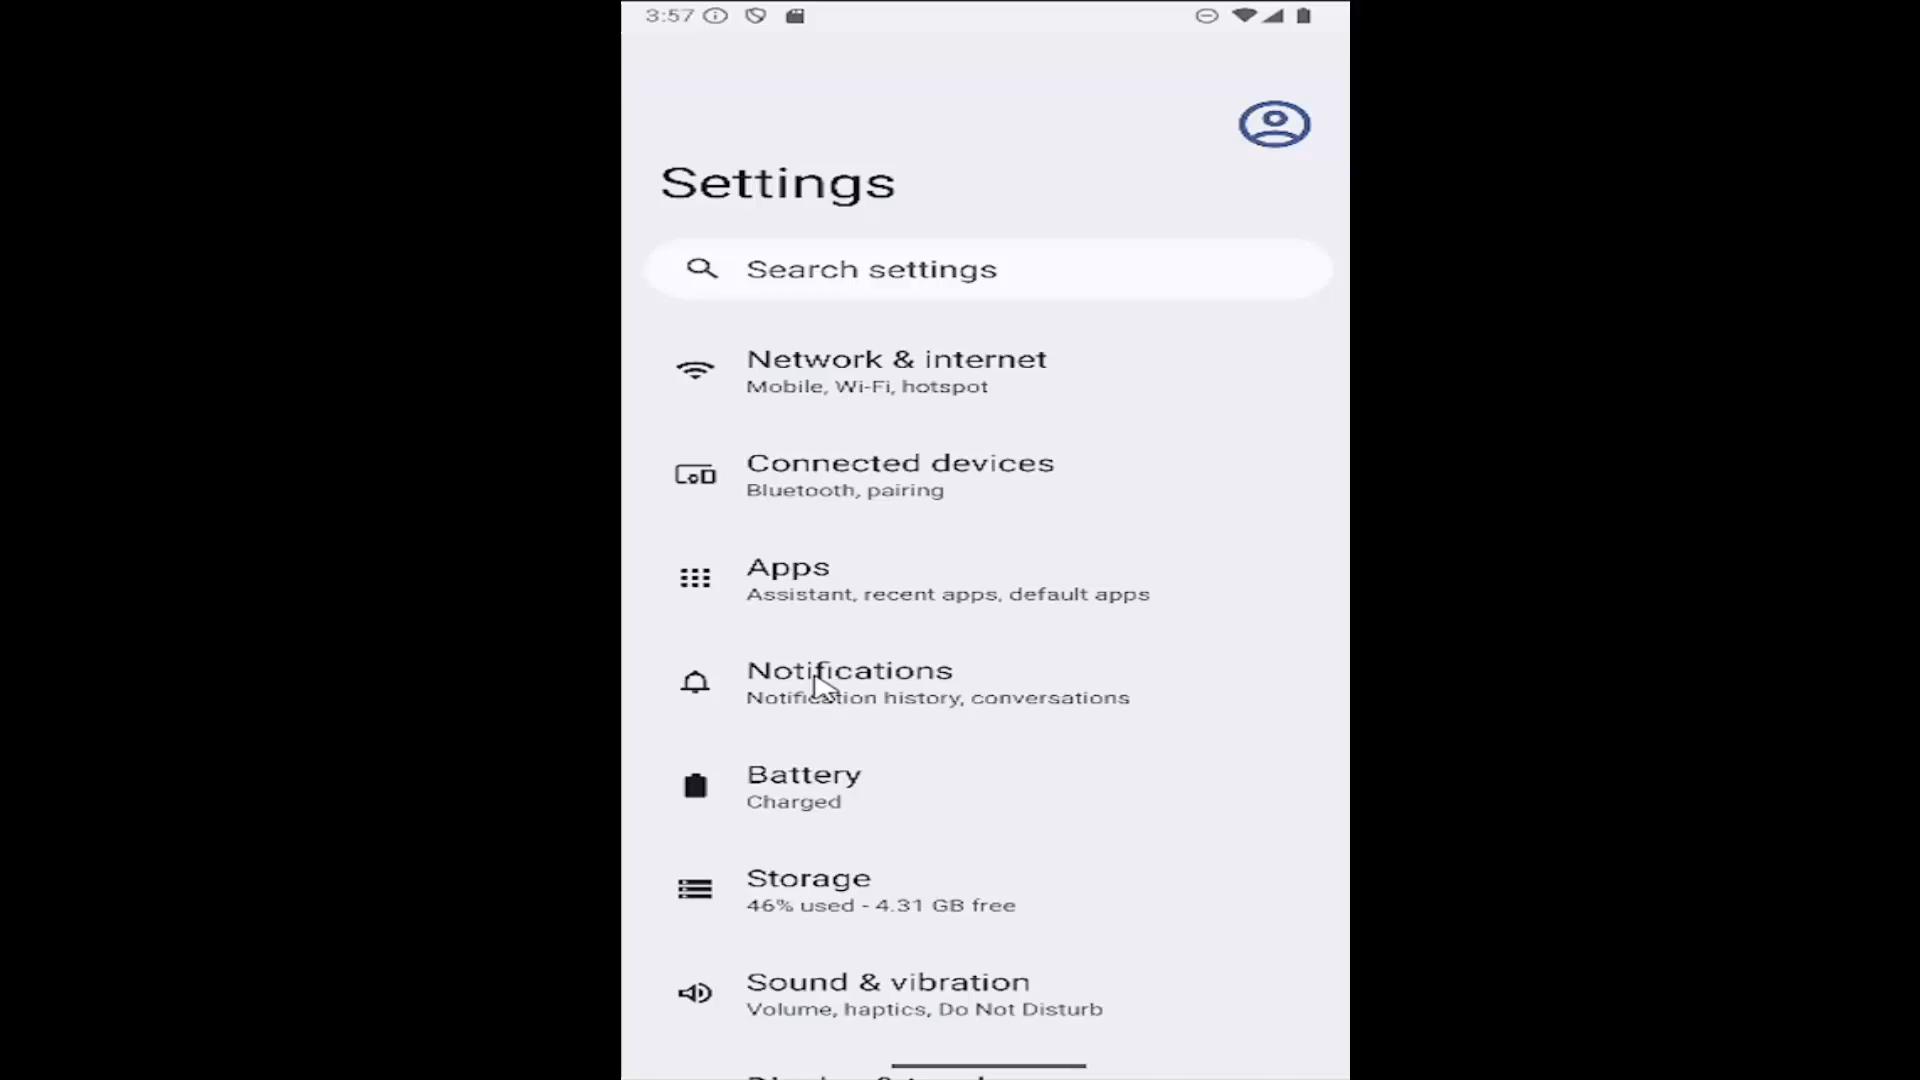 3:57
Settings
Search settings
Network & internet
Mobile, Wi-Fi, hotspot
Connected devices
Bluetooth, pairing
Apps
Assistant, recent apps, default apps
Notifications
Notification history, conversations
Battery
Charged
Storage
46% used - 4.31 GB free
Sound & vibration
Volume, haptics, Do Not Disturb